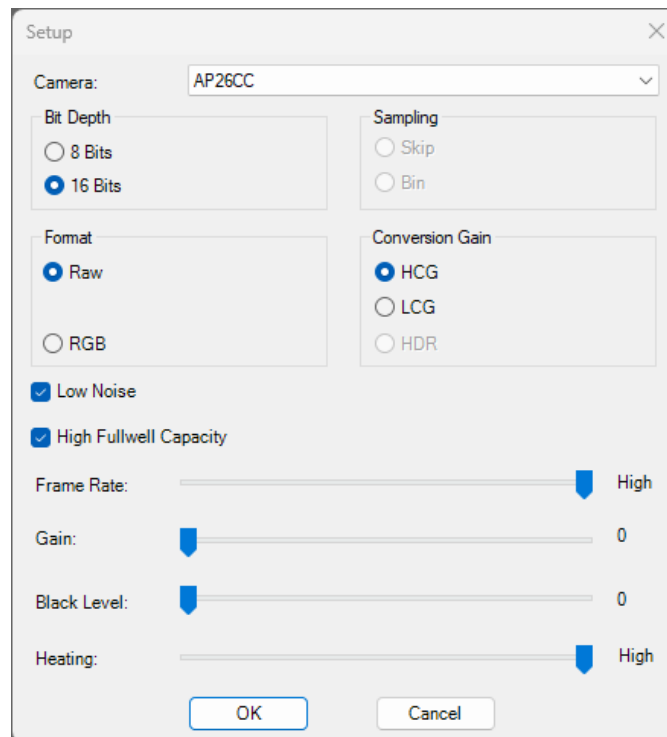 Setup
Camera: AP26CC
Bit Depth
8 Bits
16 Bits
Sampling
Skip
Bin
Format
Raw
RGB
Conversion Gain
HCG
LCG
HDR
Low Noise
High Fullwell Capacity
Frame Rate: High
Gain: 0
Black Level: 0
Heating: High
OK Cancel